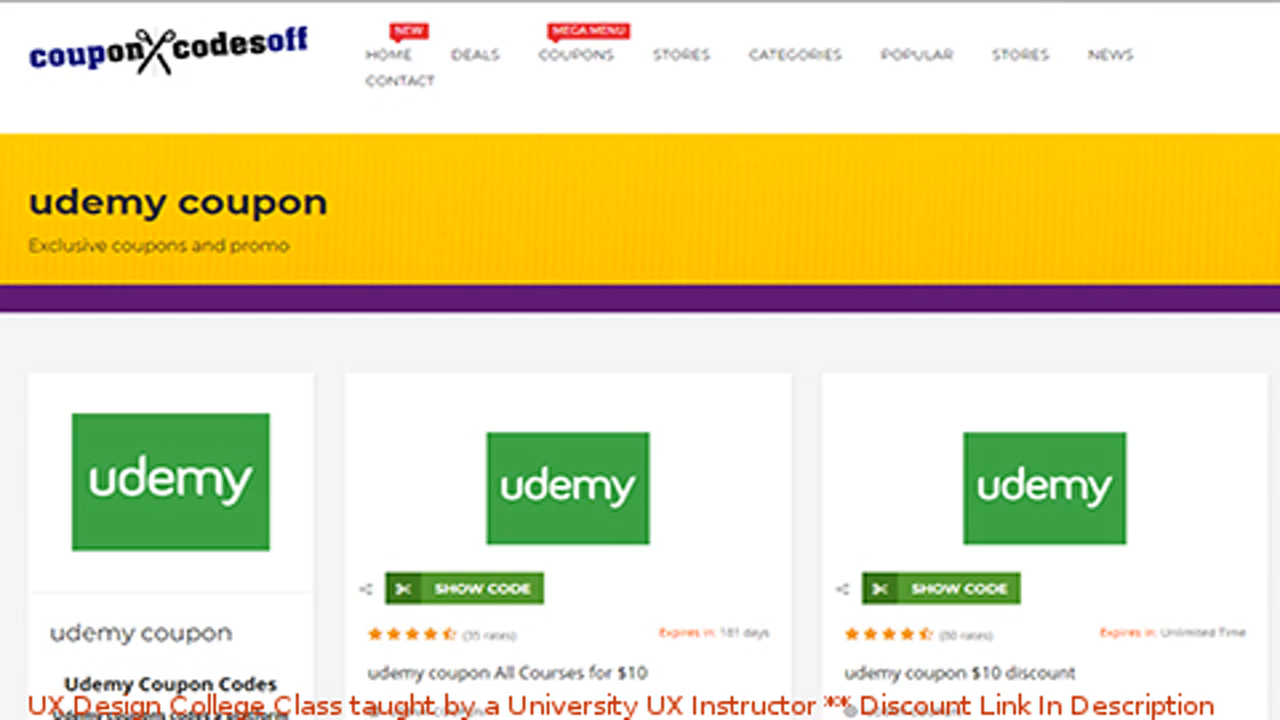 couponcodesoff
NEW
MEGA MENU
HOME DEALS COUPONS STORES CATEGORIES POPULAR STORES NEWS
CONTACT
udemy coupon
Exclusive coupons and promo
udemy
udemy
udemy
SHOW CODE
SHOW CODE
(35 rates)
Expires in: 181 days
(80 rates)
Expires in: Unlimited Time
udemy coupon
udemy coupon All Courses for $10
udemy coupon $10 discount
Udemy Coupon Codes
UX Design College Class taught by a University UX Instructor ** Discount Link In Description